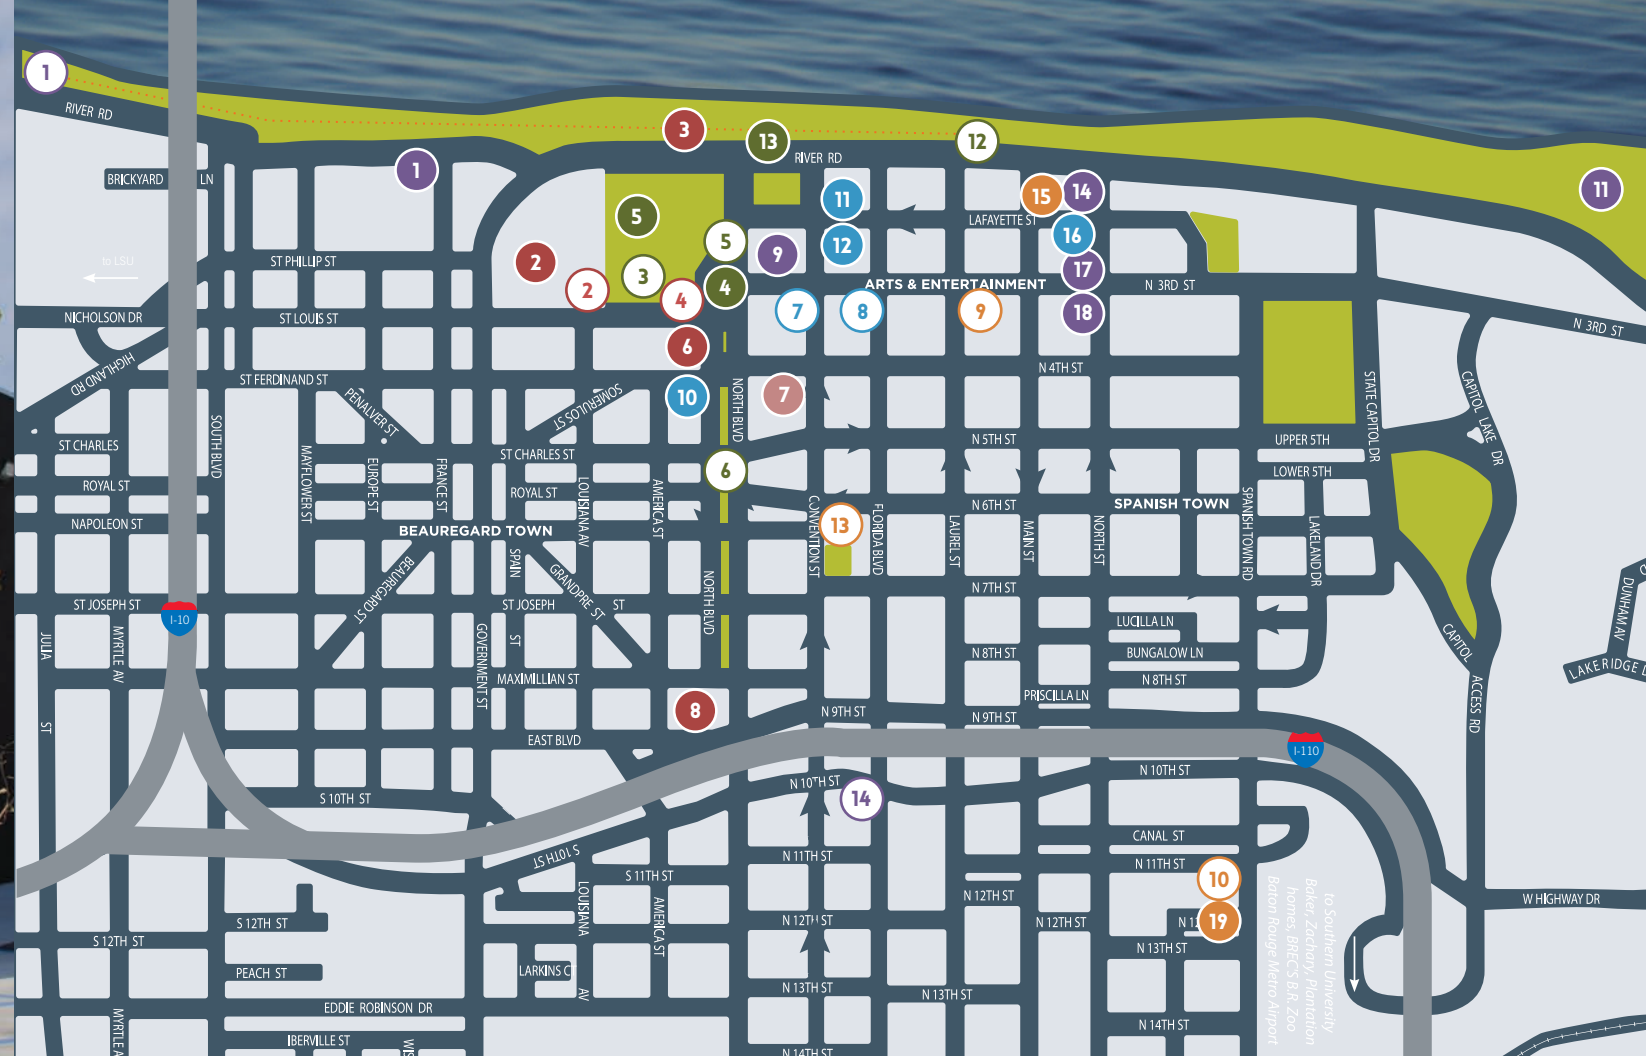 1
RIVER RD
3
13
12
RIVER RD
1
BRICKYARD LN
11
15
14
11
LAFAYETTE ST
5
5
9
12
16
to LSU
ST PHILLIP ST
2
3
17
2
4
4
ARTS & ENTERTAINMENT
N 3RD ST
NICHOLSON DR
ST LOUIS ST
7
8
9
18
N 3RD ST
HIGHLAND RD
6
N 4TH ST
ST FERDINAND ST
PENALVER ST
SOMERULOS ST
10
NORTH BLVD
7
STATE CAPITOL DR
CAPITOL LAKE DR
SOUTH BLVD
ST CHARLES
ST CHARLES ST
N 5TH ST
UPPER 5TH
MAYFLOWER ST
EUROPE ST
FRANCE ST
6
LOWER 5TH
ROYAL ST
ROYAL ST
LOUISIANA AV
AMERICA ST
N 6TH ST
SPANISH TOWN
NAPOLEON ST
BEAUREGARD TOWN
CONVENTION ST
13
FLORIDA BLVD
LAUREL ST
MAIN ST
NORTH ST
SPANISH TOWN RD
LAKELAND DR
BEAUREGARD ST
SPAIN ST
GRANDPRE ST
NORTH BLVD
N 7TH ST
ST JOSEPH ST
ST JOSEPH ST
I-10
LUCILLA LN
DUNHAM AV
JULIA ST
MYRTLE AV
GOVERNMENT ST
N 8TH ST
BUNGALOW LN
CAPITOL ACCESS RD
LAKE RIDGE D
MAXIMILLIAN ST
N 8TH ST
PRISCILLA LN
8
N 9TH ST
N 9TH ST
EAST BLVD
I-110
N 10TH ST
N 10TH ST
S 10TH ST
14
CANAL ST
S 10TH ST
N 11TH ST
N 11TH ST
S 11TH ST
10
N 12TH ST
W HIGHWAY DR
LOUISIANA AV
AMERICA ST
S 12TH ST
N 12TH ST
N 12TH ST
N 12
19
S 12TH ST
N 13TH ST
PEACH ST
LARKINS CT
N 13TH ST
N 13TH ST
to Southern University
Baker, Zachary, Plantation
homes, BREC'S B.R. Zoo
Baton Rouge Metro Airport
EDDIE ROBINSON DR
MYRTLE A
IBERVILLE ST
WIS
N 14TH ST
N 14TH ST